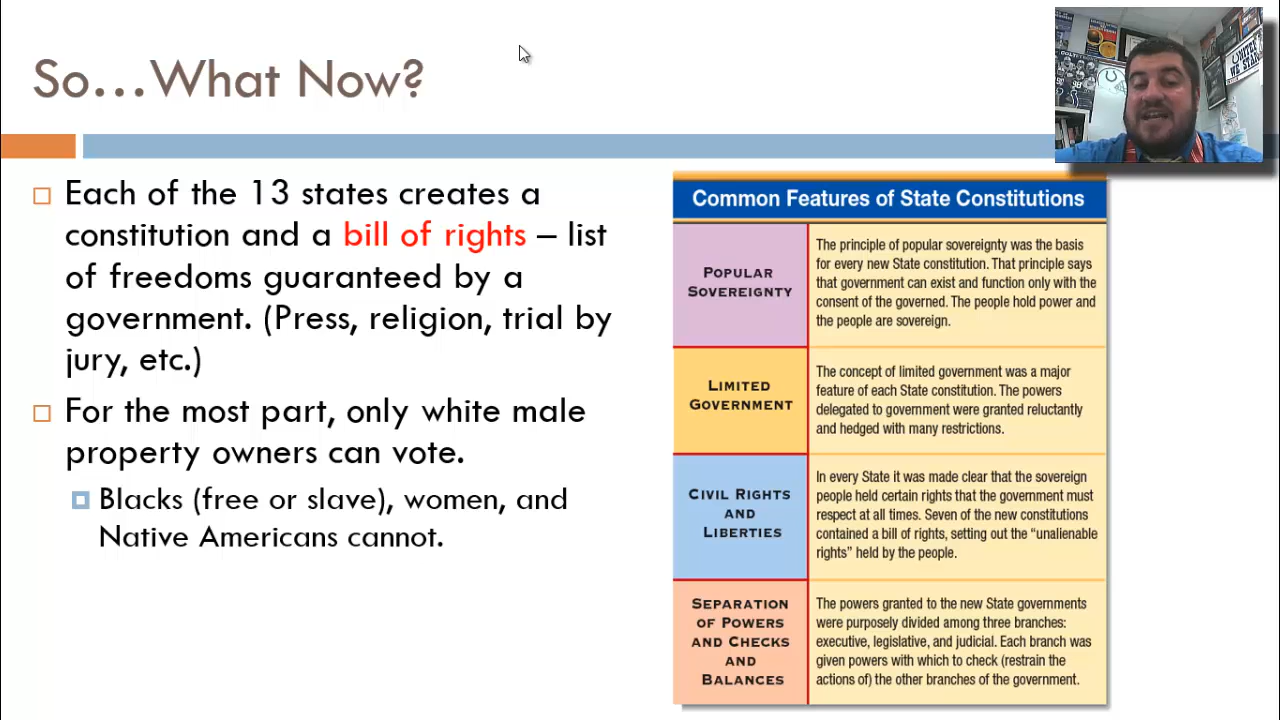 So…What Now?
Each of the 13 states creates a
constitution and a bill of rights – list
of freedoms guaranteed by a
government. (Press, religion, trial by
jury, etc.)
For the most part, only white male
property owners can vote.
Blacks (free or slave), women, and
Native Americans cannot.
Common Features of State Constitutions
POPULAR
SOVEREIGNTY
The principle of popular sovereignty was the basis
for every new State constitution. That principle says
that government can exist and function only with the
consent of the governed. The people hold power and
the people are sovereign.
LIMITED
GOVERNMENT
The concept of limited government was a major
feature of each State constitution. The powers
delegated to government were granted reluctantly
and hedged with many restrictions.
CIVIL RIGHTS
AND
LIBERTIES
In every State it was made clear that the sovereign
people held certain rights that the government must
respect at all times. Seven of the new constitutions
contained a bill of rights, setting out the “unalienable
rights” held by the people.
SEPARATION
OF POWERS
AND CHECKS
AND
BALANCES
The powers granted to the new State governments
were purposely divided among three branches:
executive, legislative, and judicial. Each branch was
given powers with which to check (restrain the
actions of) the other branches of the government.